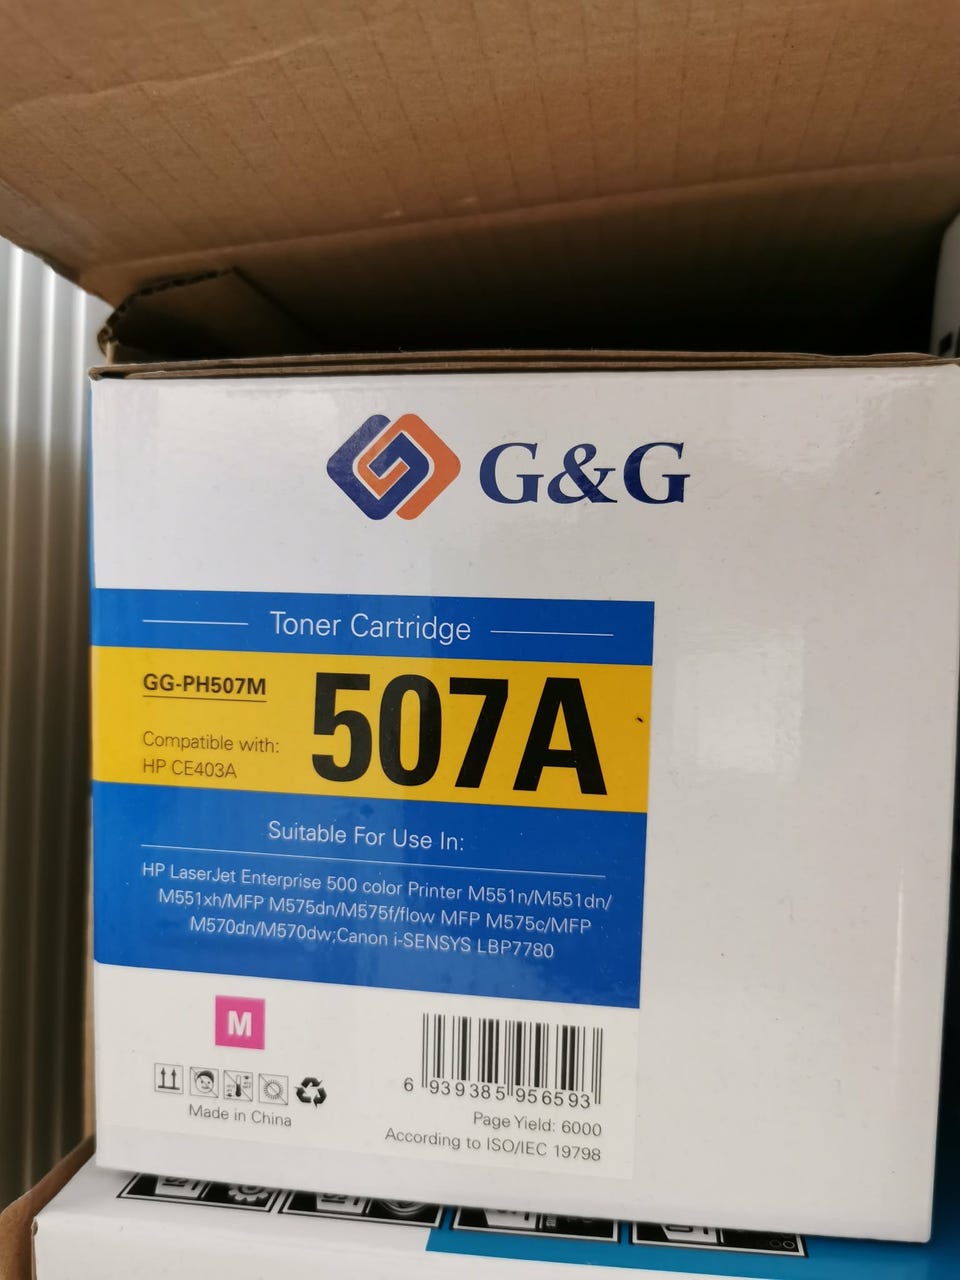 G&G
Toner Cartridge
GG-PH507M
507A
Compatible with:
HP CE403A
Suitable For Use In:
HP LaserJet Enterprise 500 color Printer M551n/M551dn/
M551xh/MFP M575dn/M575f/flow MFP M575c/MFP
M570dn/M570dw;Canon i-SENSYS LBP7780
M
Made in China
6 939385 956593
Page Yield: 6000
According to ISO/IEC 19798